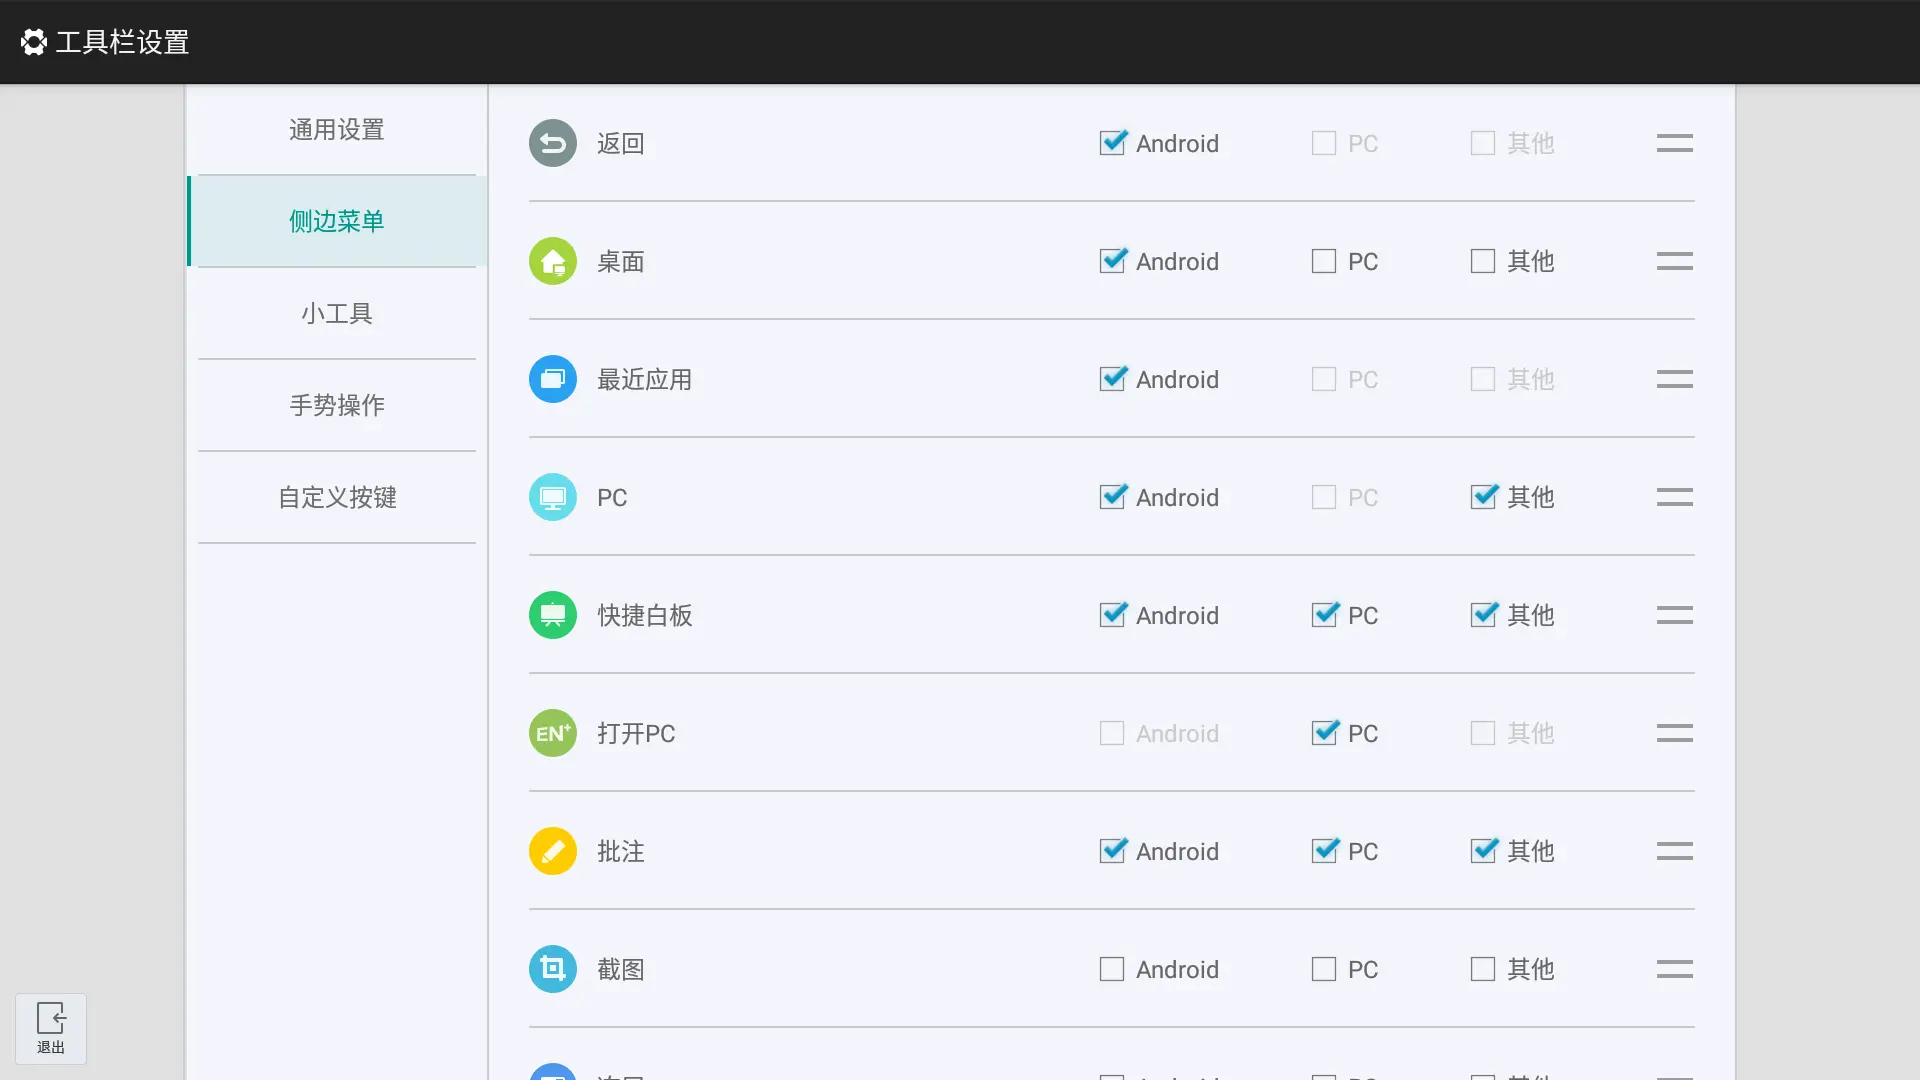 工具栏设置
通用设置
侧边菜单
小工具
手势操作
自定义按键
返回 Android PC 其他
桌面 Android PC 其他
最近应用 Android PC 其他
PC Android PC 其他
快捷白板 Android PC 其他
EN+ 打开PC Android PC 其他
批注 Android PC 其他
截图 Android PC 其他
退出